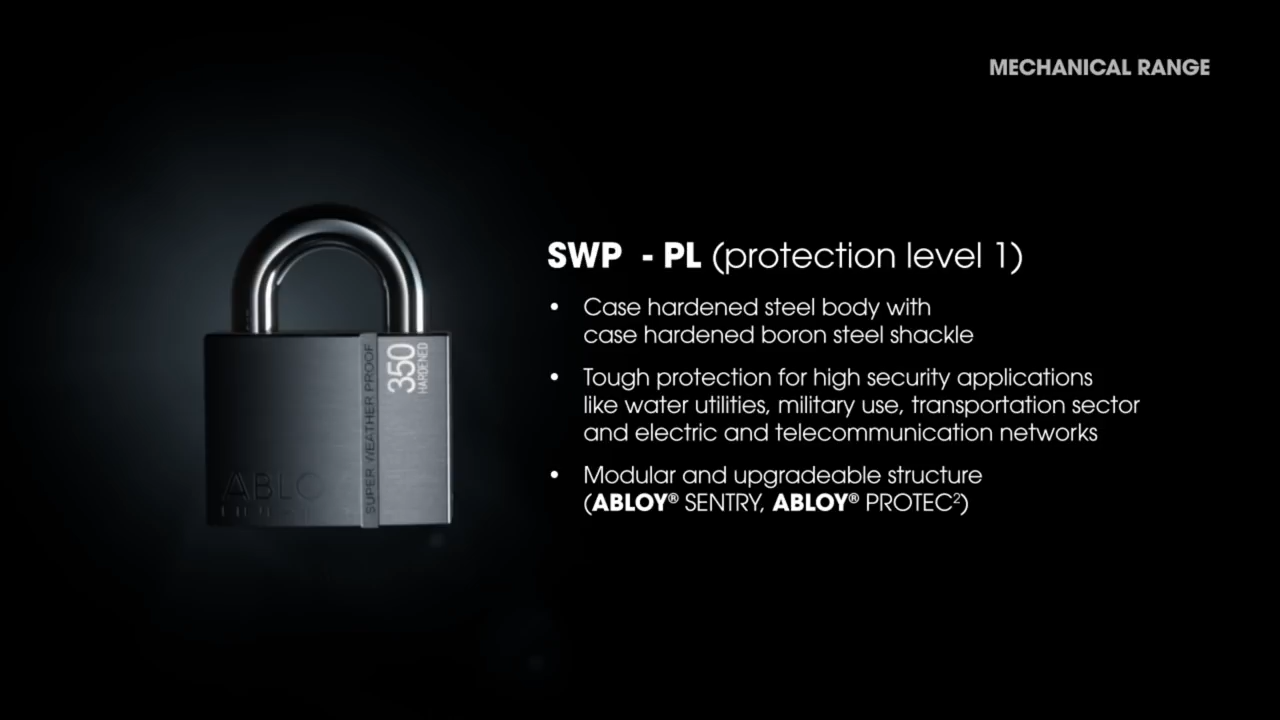 MECHANICAL RANGE
SWP - PL (protection level 1)
• Case hardened steel body with
case hardened boron steel shackle
• Tough protection for high security applications
like water utilities, military use, transportation sector
and electric and telecommunication networks
• Modular and upgradeable structure
(ABLOY® SENTRY, ABLOY® PROTEC²)
350
HARDENED
SUPER WEATHER PROOF